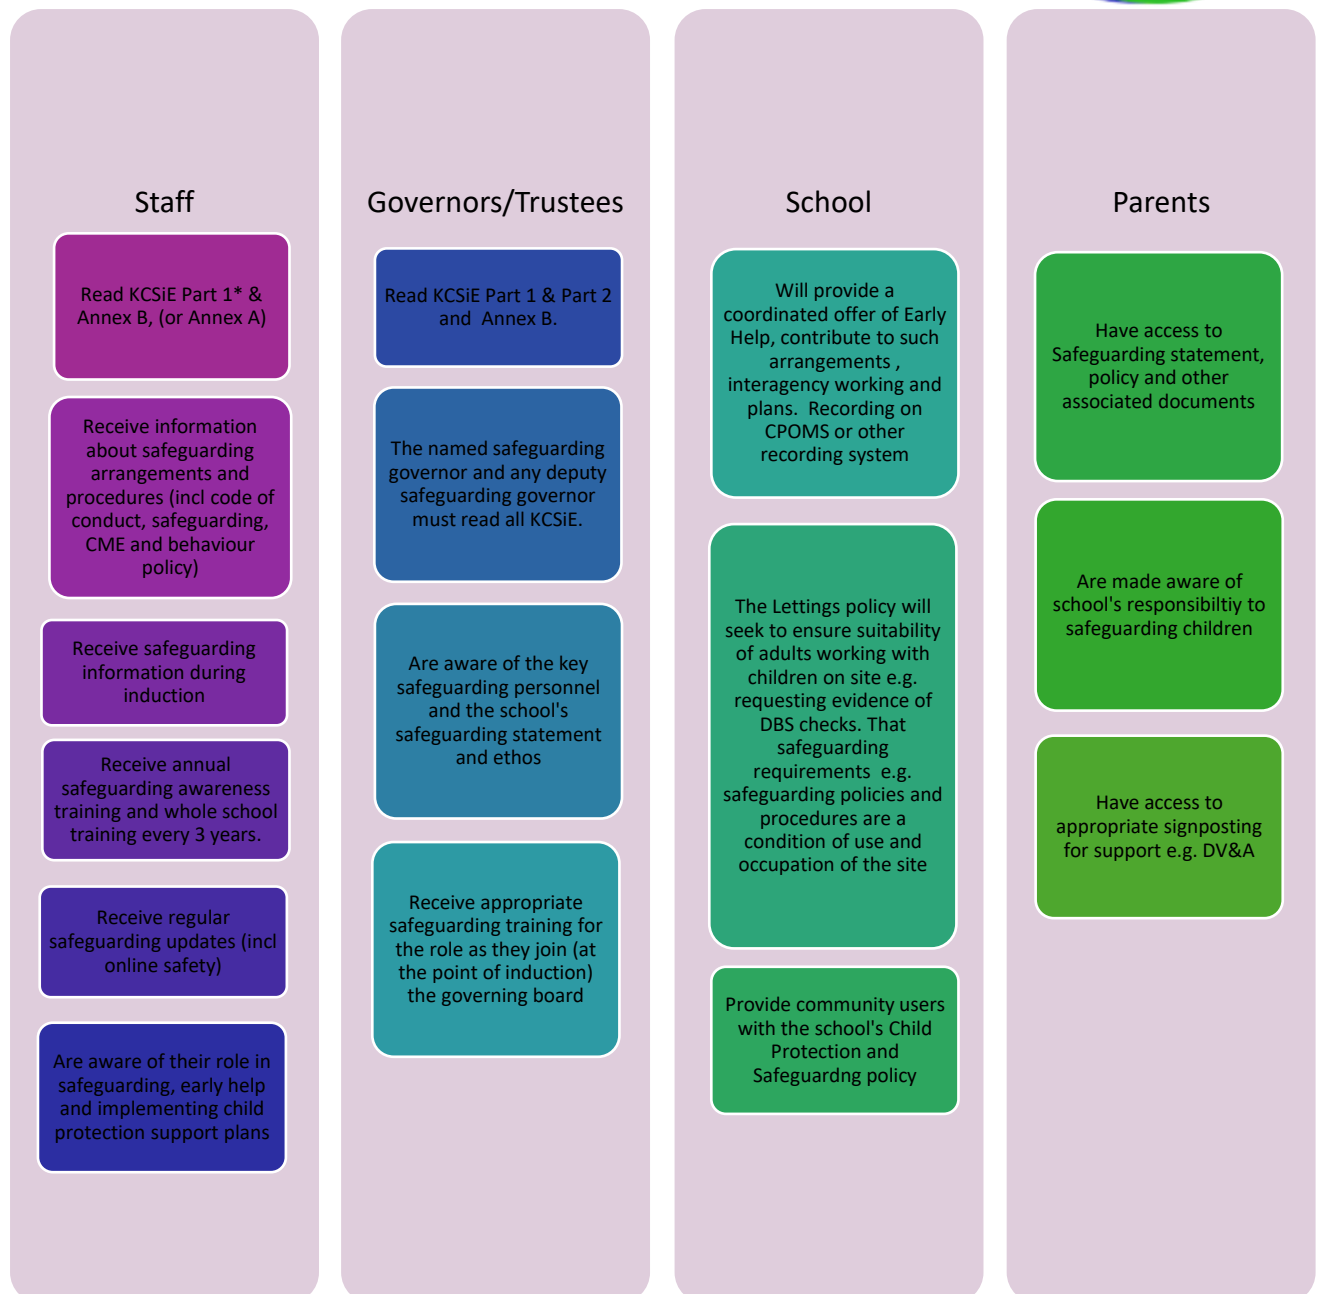 Staff
Read KCSiE Part 1* &
Annex B, (or Annex A)
Receive information
about safeguarding
arrangements and
procedures (incl code of
conduct, safeguarding,
CME and behaviour
policy)
Receive safeguarding
information during
induction
Receive annual
safeguarding awareness
training and whole school
training every 3 years.
Receive regular
safeguarding updates (incl
online safety)
Are aware of their role in
safeguarding, early help
and implementing child
protection support plans
Governors/Trustees
Read KCSiE Part 1 & Part 2
and Annex B.
The named safeguarding
governor and any deputy
safeguarding governor
must read all KCSiE.
Are aware of the key
safeguarding personnel
and the school's
safeguarding statement
and ethos
Receive appropriate
safeguarding training for
the role as they join (at
the point of induction)
the governing board
School
Will provide a
coordinated offer of Early
Help, contribute to such
arrangements ,
interagency working and
plans. Recording on
CPOMS or other
recording system
The Lettings policy will
seek to ensure suitability
of adults working with
children on site e.g.
requesting evidence of
DBS checks. That
safeguarding
requirements e.g.
safeguarding policies and
procedures are a
condition of use and
occupation of the site
Provide community users
with the school's Child
Protection and
Safeguardng policy
Parents
Have access to
Safeguarding statement,
policy and other
associated documents
Are made aware of
school's responsibiltiy to
safeguarding children
Have access to
appropriate signposting
for support e.g. DV&A